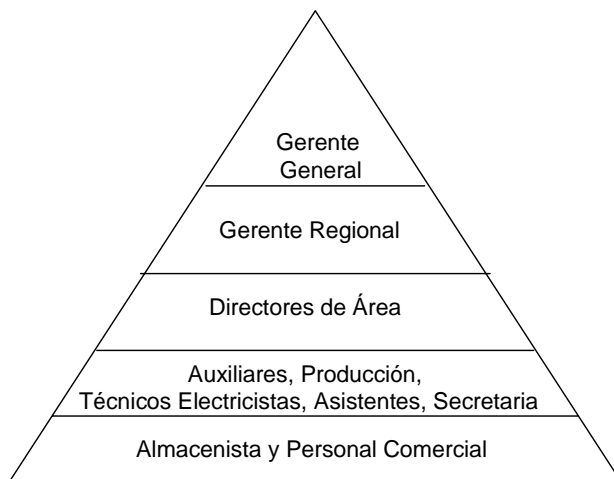 Gerente
General
Gerente Regional
Directores de Área
Auxiliares, Producción,
Técnicos Electricistas, Asistentes, Secretaria
Almacenista y Personal Comercial